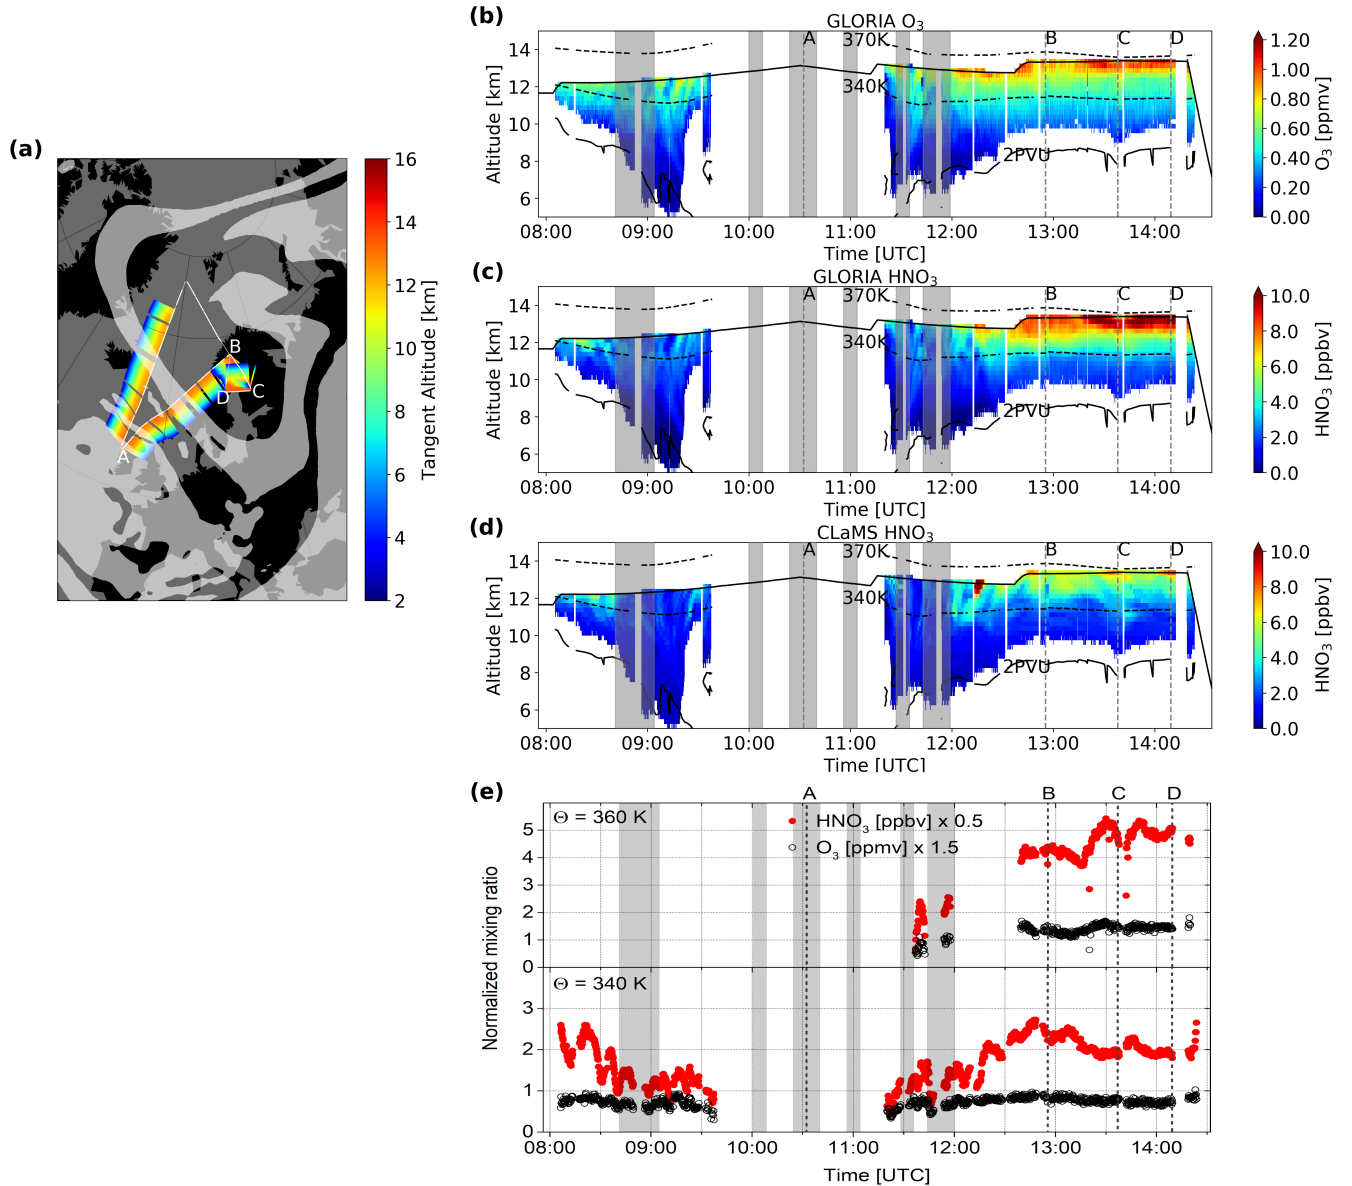 (a)
A
B
C
D
16
14
12
10
8
6
4
2
Tangent Altitude [km]
(b)
GLORIA O3
A
370K
340K
B
C
D
2PVU
14
12
10
8
6
Altitude [km]
08:00 09:00 10:00 11:00 12:00 13:00 14:00
Time [UTC]
1.20
1.00
0.80
0.60
0.40
0.20
0.00
O3 [ppmv]
(c)
GLORIA HNO3
A
370K
340K
B
C
D
2PVU
14
12
10
8
6
Altitude [km]
08:00 09:00 10:00 11:00 12:00 13:00 14:00
Time [UTC]
10.0
8.0
6.0
4.0
2.0
0.0
HNO3 [ppbv]
(d)
CLaMS HNO3
A
370K
340K
B
C
D
2PVU
14
12
10
8
6
Altitude [km]
08:00 09:00 10:00 11:00 12:00 13:00 14:00
Time [UTC]
10.0
8.0
6.0
4.0
2.0
0.0
HNO3 [ppbv]
(e)
A B C D
Θ = 360 K
HNO3 [ppbv] x 0.5
O3 [ppmv] x 1.5
5
4
3
2
1
0
Θ = 340 K
3
2
1
0
Normalized mixing ratio
08:00 09:00 10:00 11:00 12:00 13:00 14:00
Time [UTC]